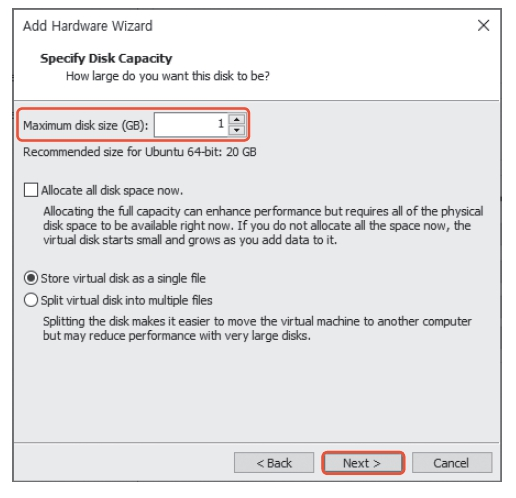 Add Hardware Wizard
Specify Disk Capacity
How large do you want this disk to be?
Maximum disk size (GB): 1
Recommended size for Ubuntu 64-bit: 20 GB
Allocate all disk space now.
Allocating the full capacity can enhance performance but requires all of the physical
disk space to be available right now. If you do not allocate all the space now, the
virtual disk starts small and grows as you add data to it.
Store virtual disk as a single file
Split virtual disk into multiple files
Splitting the disk makes it easier to move the virtual machine to another computer
but may reduce performance with very large disks.
< Back Next > Cancel